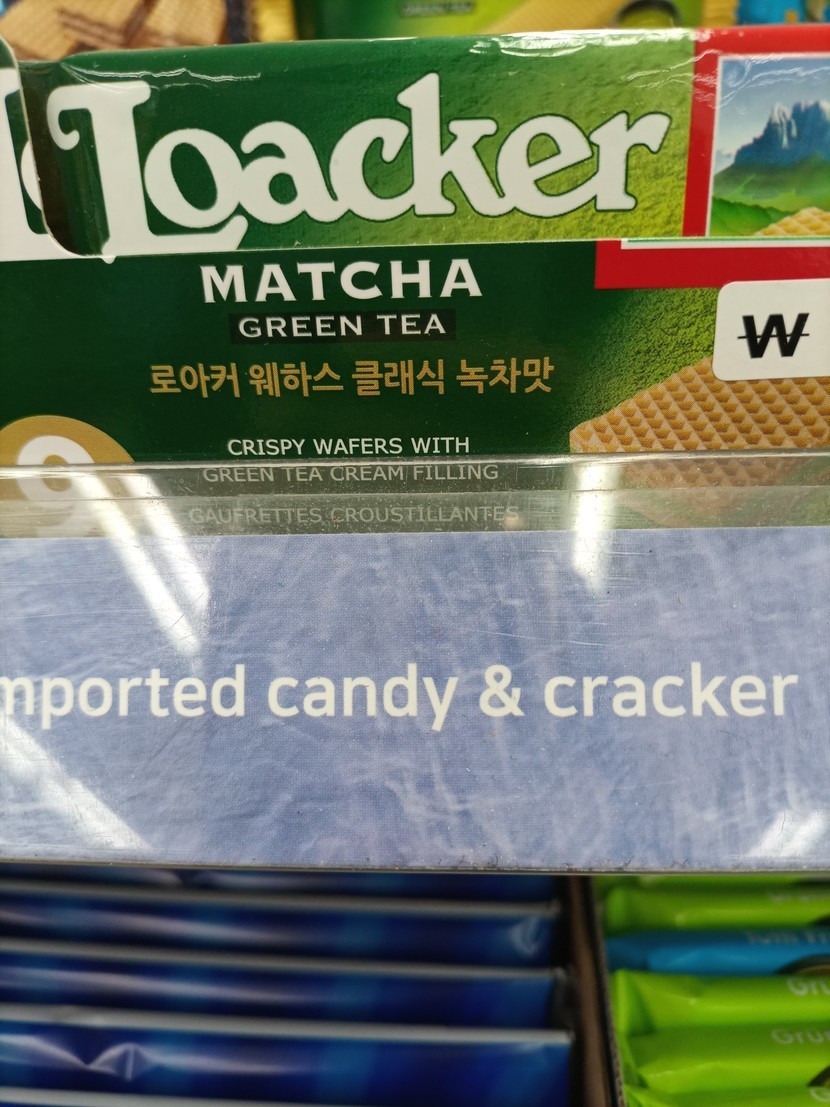 Loacker
MATCHA
GREEN TEA
로아커 웨하스 클래식 녹차맛
₩
9
CRISPY WAFERS WITH
GREEN TEA CREAM FILLING
GAUFRETTES CROUSTILLANTES
mported candy & cracker